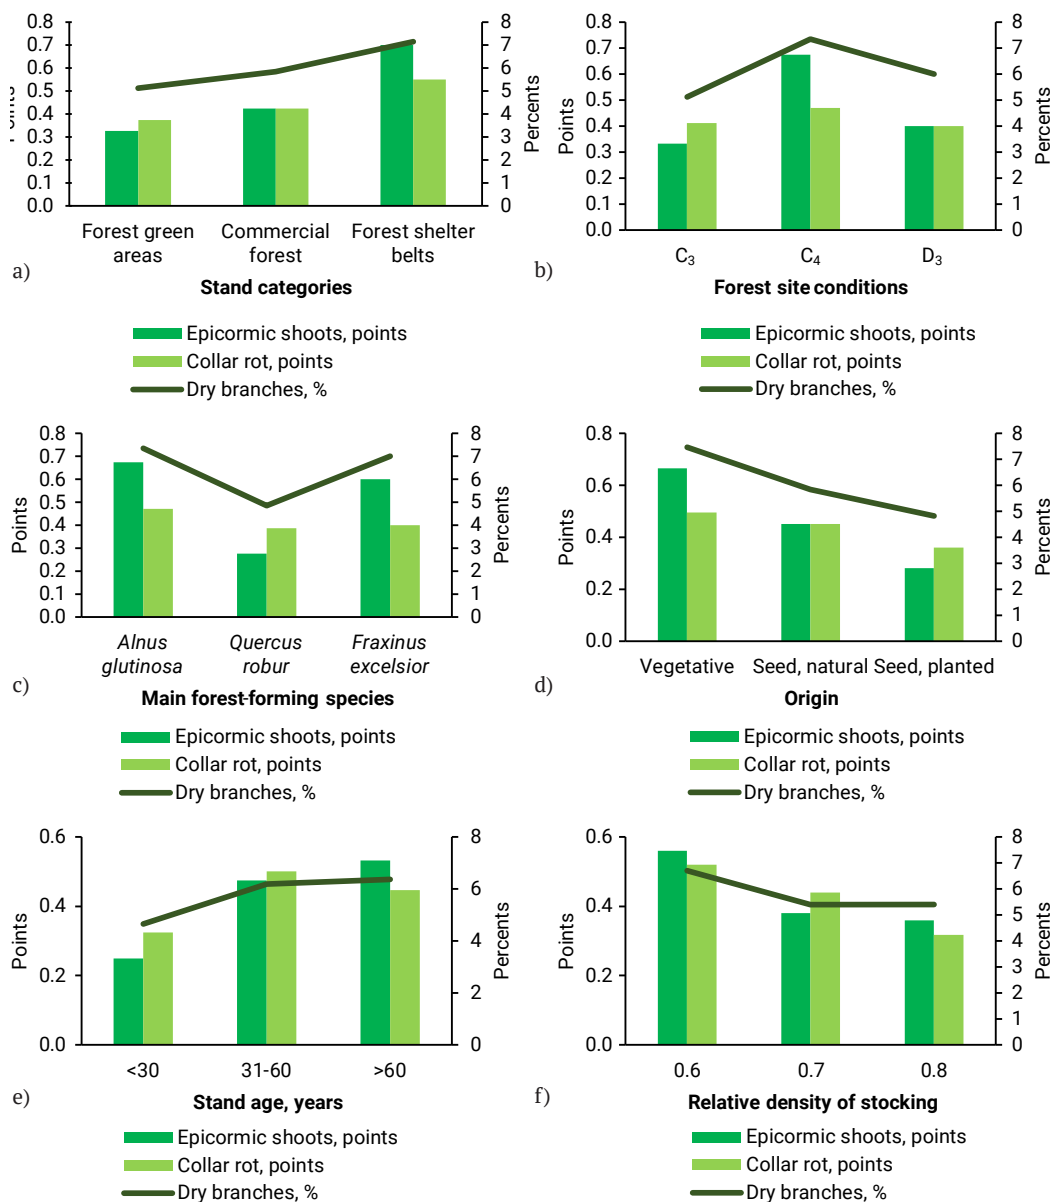 0.8
0.7
0.6
0.5
0.4
0.3
0.2
0.1
0.0
8
7
6
5
4
3
2
1
0
Percents
Forest green areas
Commercial forest
Forest shelter belts
a)
Stand categories
Epicormic shoots, points
Collar rot, points
Dry branches, %
Points
0.8
0.7
0.6
0.5
0.4
0.3
0.2
0.1
0.0
8
7
6
5
4
3
2
1
0
Percents
C₃
C₄
D₃
b)
Forest site conditions
Epicormic shoots, points
Collar rot, points
Dry branches, %
Points
0.8
0.7
0.6
0.5
0.4
0.3
0.2
0.1
0.0
8
7
6
5
4
3
2
1
0
Percents
Alnus glutinosa
Quercus robur
Fraxinus excelsior
c)
Main forest-forming species
Epicormic shoots, points
Collar rot, points
Dry branches, %
Points
0.8
0.6
0.4
0.2
0.0
8
7
6
5
4
3
2
1
0
Percents
Vegetative
Seed, natural
Seed, planted
d)
Origin
Epicormic shoots, points
Collar rot, points
Dry branches, %
Points
0.6
0.4
0.2
0.0
8
7
6
5
4
3
2
1
0
Percents
<30
31-60
>60
e)
Stand age, years
Epicormic shoots, points
Collar rot, points
Dry branches, %
Points
0.6
0.4
0.2
0.0
8
7
6
5
4
3
2
1
0
Percents
0.6
0.7
0.8
f)
Relative density of stocking
Epicormic shoots, points
Collar rot, points
Dry branches, %